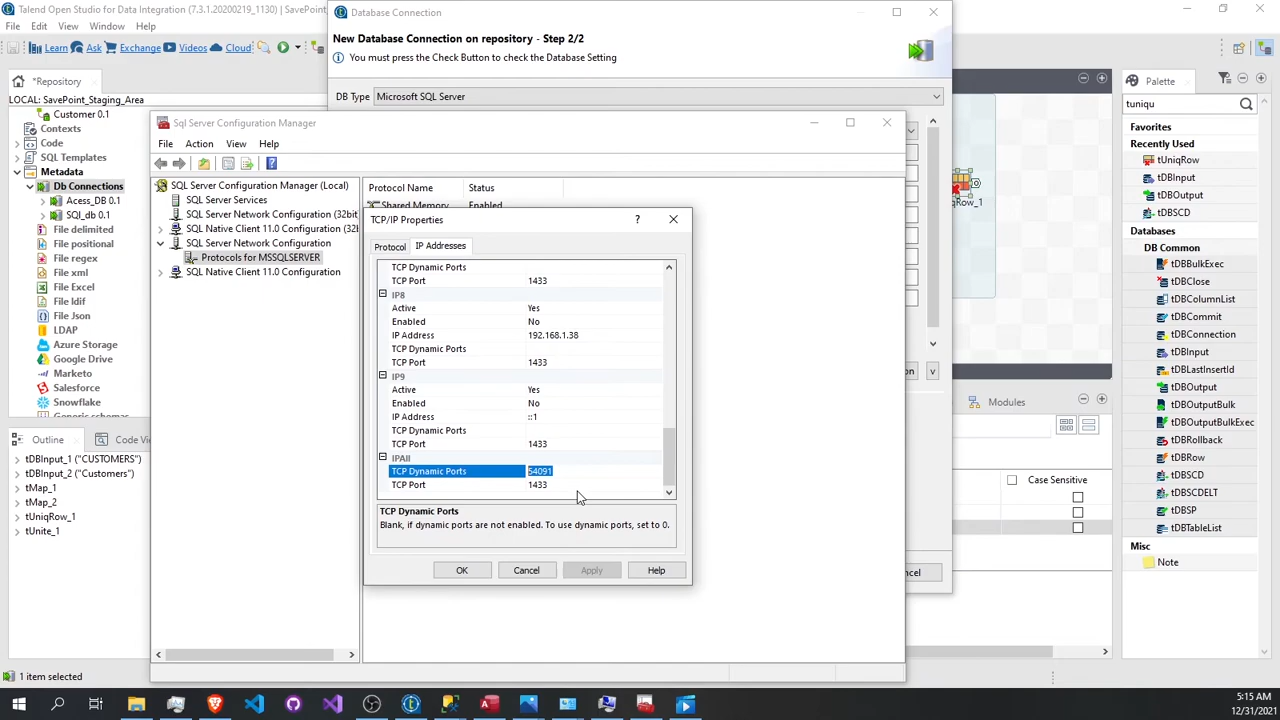 Talend Open Studio for Data Integration (7.3.1.20200219_1130) | SavePoint
File Edit View Window Help
Learn Ask Exchange Videos Cloud
*Repository
LOCAL: SavePoint_Staging_Area
Customer 0.1
Contexts
Code
SQL Templates
Metadata
Db Connections
Acess_DB 0.1
SQl_db 0.1
File delimited
File positional
File regex
File xml
File Excel
File ldif
File Json
LDAP
Azure Storage
Google Drive
Marketo
Salesforce
Snowflake
Generic schemas
Outline
Code Vi
tDBInput_1 ("CUSTOMERS")
tDBInput_2 ("Customers")
tMap_1
tMap_2
tUniqRow_1
tUnite_1
1 item selected
Database Connection
New Database Connection on repository - Step 2/2
You must press the Check Button to check the Database Setting
DB Type Microsoft SQL Server
Sql Server Configuration Manager
File Action View Help
SQL Server Configuration Manager (Local)
SQL Server Services
SQL Server Network Configuration (32bit
SQL Native Client 11.0 Configuration (32b
SQL Server Network Configuration
Protocols for MSSQLSERVER
SQL Native Client 11.0 Configuration
Protocol Name Status
Shared Memory Enabled
TCP/IP Properties
?
Protocol IP Addresses
TCP Dynamic Ports
TCP Port 1433
IP8
Active Yes
Enabled No
IP Address 192.168.1.38
TCP Dynamic Ports
TCP Port 1433
IP9
Active Yes
Enabled No
IP Address ::1
TCP Dynamic Ports
TCP Port 1433
IPAll
TCP Dynamic Ports 54091
TCP Port 1433
TCP Dynamic Ports
Blank, if dynamic ports are not enabled. To use dynamic ports, set to 0.
OK Cancel Apply Help
on v
ncel
qRow_1
Modules
Case Sensitive
Palette
tuniqu
Favorites
Recently Used
tUniqRow
tDBInput
tDBOutput
tDBSCD
Databases
DB Common
tDBBulkExec
tDBClose
tDBColumnList
tDBCommit
tDBConnection
tDBInput
tDBLastInsertId
tDBOutput
tDBOutputBulk
tDBOutputBulkExec
tDBRollback
tDBRow
tDBSCD
tDBSCDELT
tDBSP
tDBTableList
Misc
Note
5:15 AM
12/31/2021